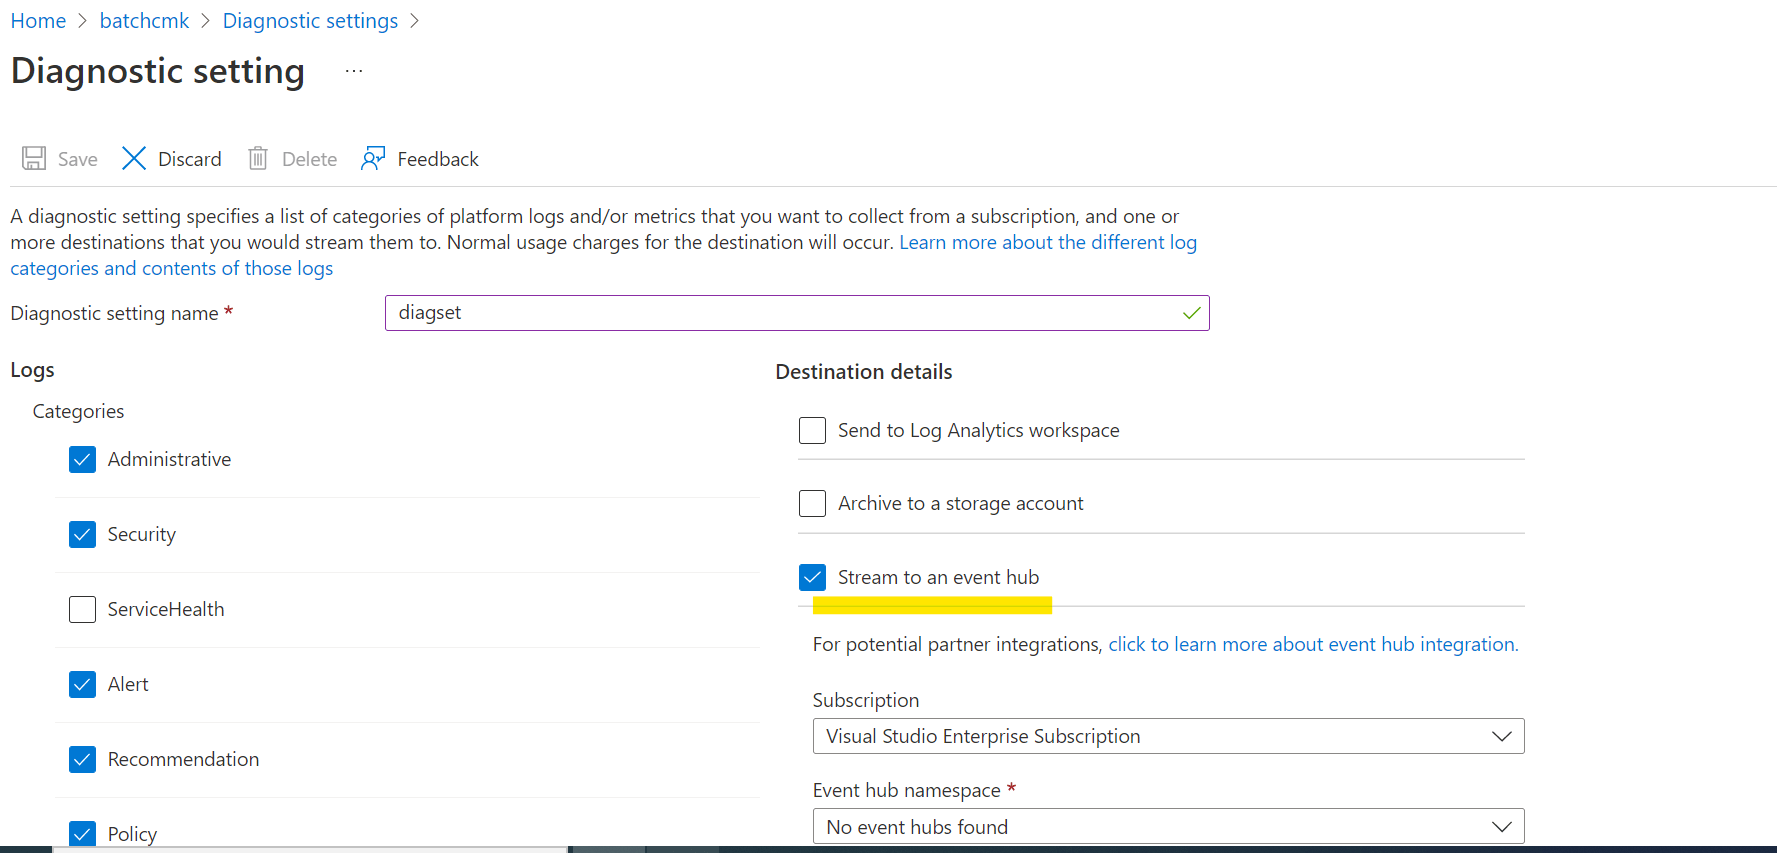 Home > batchcmk > Diagnostic settings >
Diagnostic setting ...
Save Discard Delete Feedback
A diagnostic setting specifies a list of categories of platform logs and/or metrics that you want to collect from a subscription, and one or
more destinations that you would stream them to. Normal usage charges for the destination will occur. Learn more about the different log
categories and contents of those logs
Diagnostic setting name *
diagset
Logs
Categories
Administrative
Security
ServiceHealth
Alert
Recommendation
Policy
Destination details
Send to Log Analytics workspace
Archive to a storage account
Stream to an event hub
For potential partner integrations, click to learn more about event hub integration.
Subscription
Visual Studio Enterprise Subscription
Event hub namespace *
No event hubs found